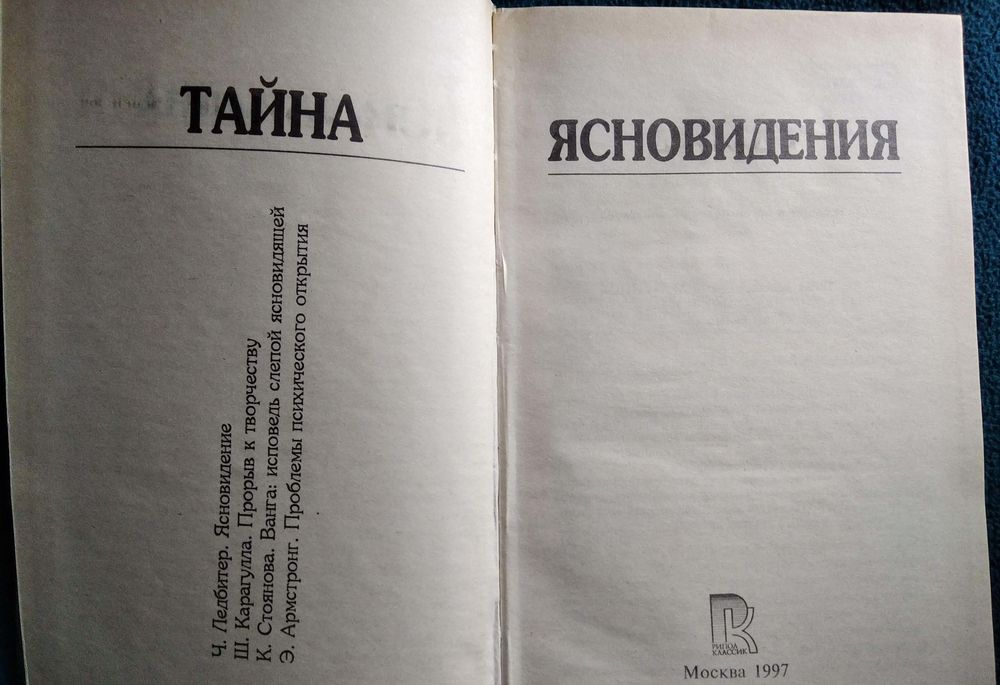 ТАЙНА
Ч. Ледбитер. Ясновидение
Ш. Карагулла. Прорыв к творчеству
К. Стоянова. Ванга: исповедь слепой ясновидящей
Э. Армстронг. Проблемы психического открытия
ЯСНОВИДЕНИЯ
РИПОЛ
КЛАССИК
Москва 1997